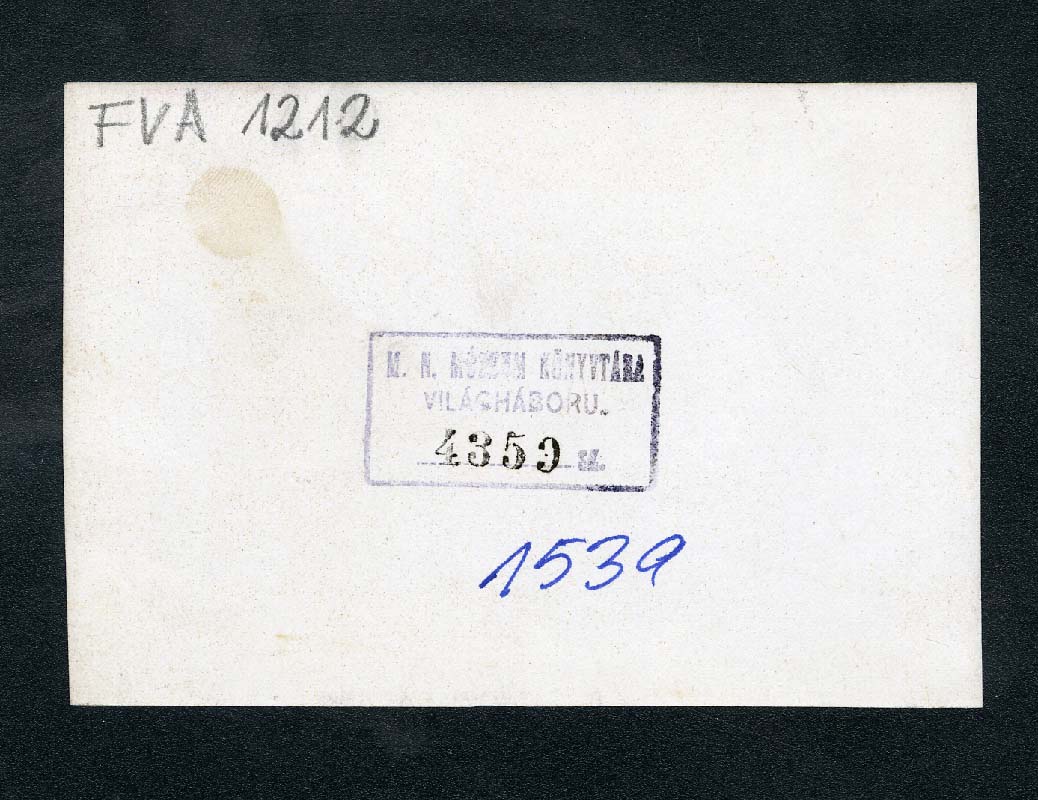 FVA 1212
M. N. MÚZEUM KÖNYVTÁRA
VILÁGHÁBORU.
4359 sz.
1539